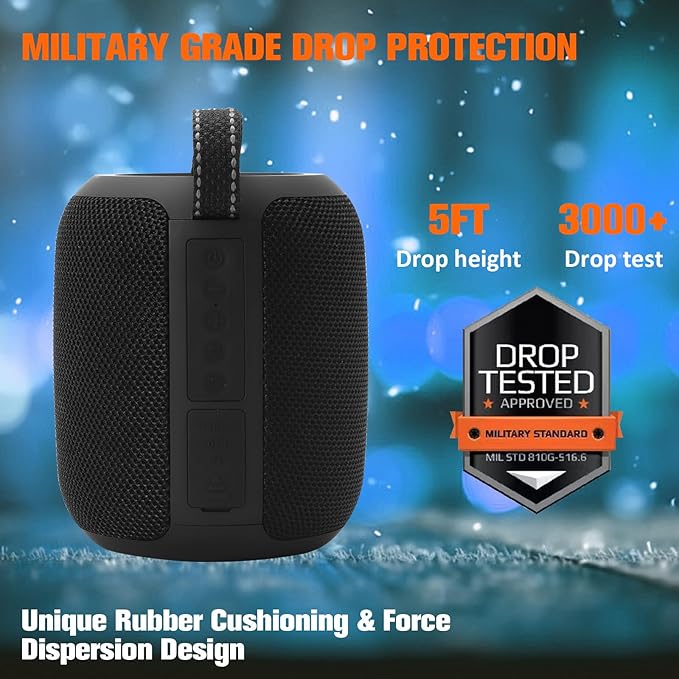 MILITARY GRADE DROP PROTECTION
5FT
Drop height
3000+
Drop test
DROP
TESTED
APPROVED
MILITARY STANDARD
MIL STD 810G-516.6
Unique Rubber Cushioning & Force
Dispersion Design